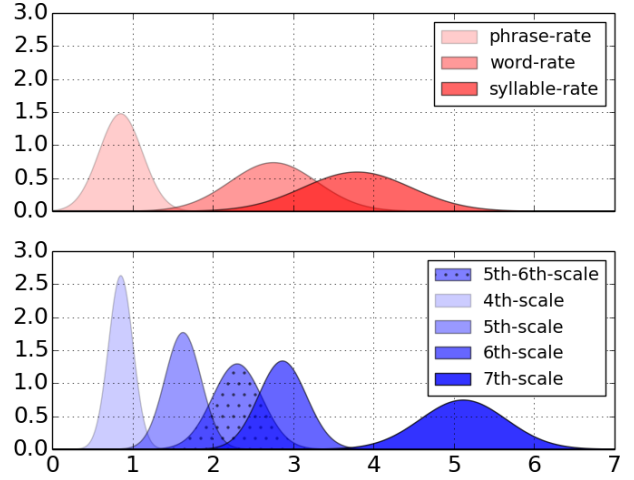 3.0
2.5
2.0
1.5
1.0
0.5
0.0
phrase-rate
word-rate
syllable-rate
3.0
2.5
2.0
1.5
1.0
0.5
0.0
5th-6th-scale
4th-scale
5th-scale
6th-scale
7th-scale
0 1 2 3 4 5 6 7